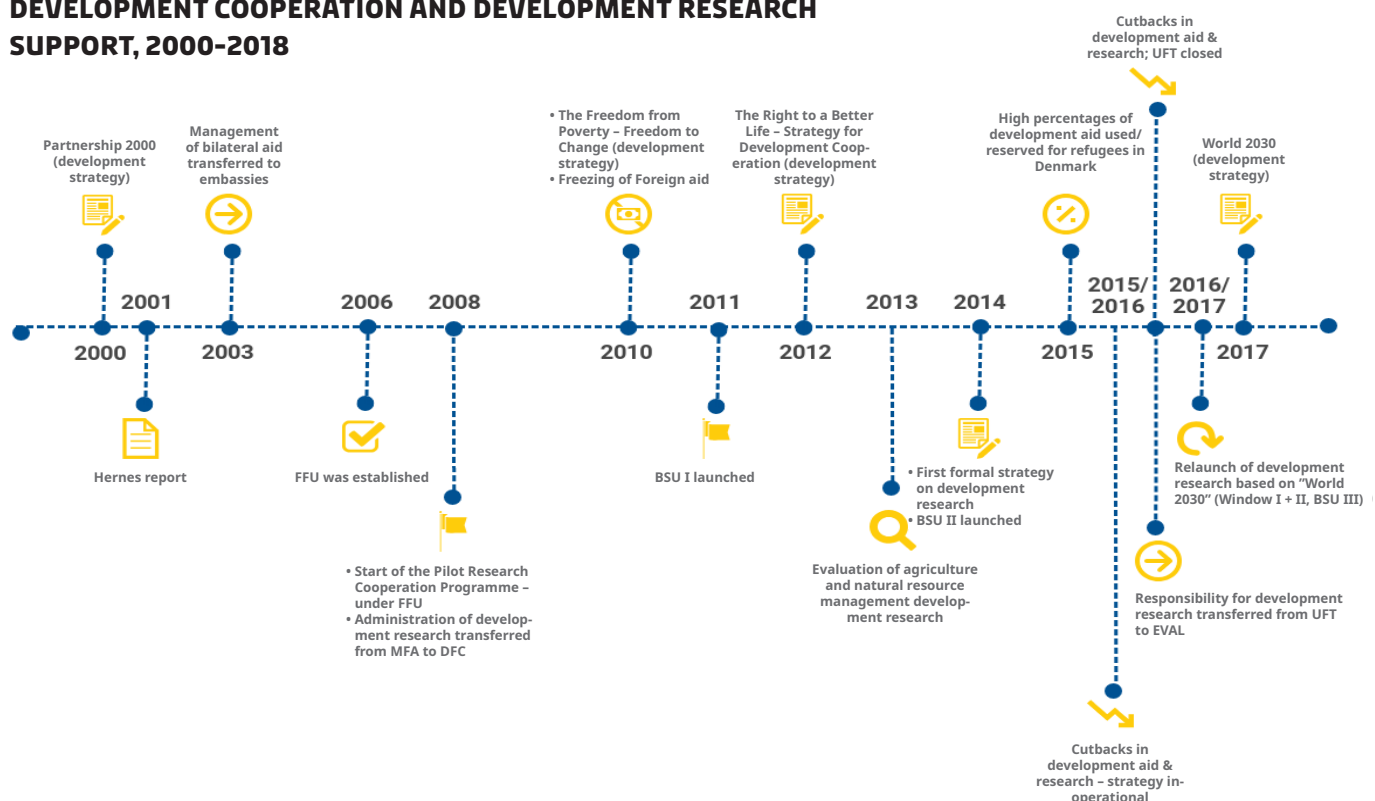 DEVELOPMENT COOPERATION AND DEVELOPMENT RESEARCH
SUPPORT, 2000-2018
Partnership 2000
(development
strategy)
Management
of bilateral aid
transferred to
embassies
• The Freedom from
Poverty – Freedom to
Change (development
strategy)
• Freezing of Foreign aid
The Right to a Better
Life – Strategy for
Development Coop-
eration (development
strategy)
High percentages of
development aid used/
reserved for refugees in
Denmark
Cutbacks in
development aid &
research; UFT closed
World 2030
(development
strategy)
2000
2001
2003
2006
2008
2010
2011
2012
2013
2014
2015
2015/
2016
2016/
2017
2017
Hernes report
FFU was established
• Start of the Pilot Research
Cooperation Programme –
under FFU
• Administration of develop-
ment research transferred
from MFA to DFC
BSU I launched
Evaluation of agriculture
and natural resource
management develop-
ment research
• First formal strategy
on development
research
• BSU II launched
Cutbacks in
development aid &
research – strategy in-
operational
Responsibility for development
research transferred from UFT
to EVAL
Relaunch of development
research based on ”World
2030” (Window I + II, BSU III)